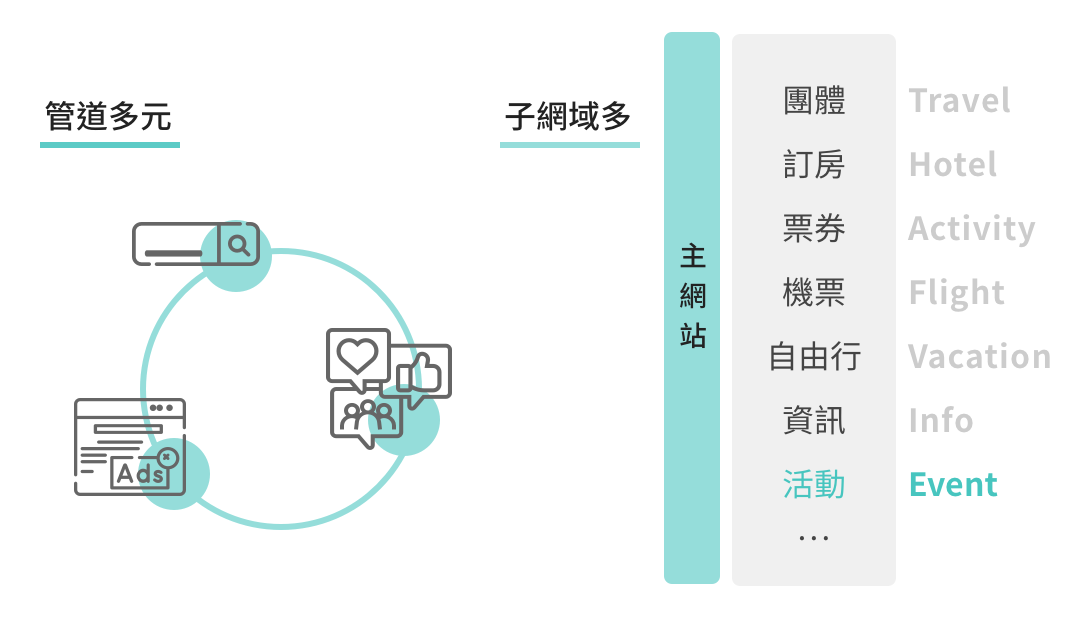 管道多元
Ads
子網域多
主網站
團體 Travel
訂房 Hotel
票券 Activity
機票 Flight
自由行 Vacation
資訊 Info
活動 Event
...